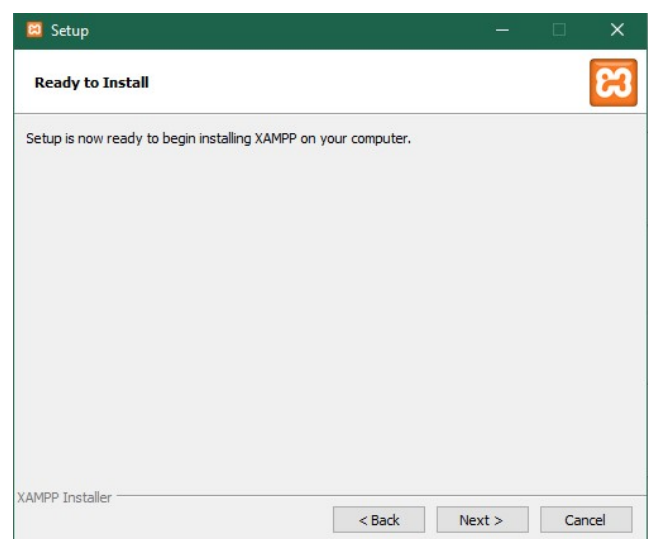 Setup
Ready to Install
Setup is now ready to begin installing XAMPP on your computer.
XAMPP Installer
< Back
Next >
Cancel